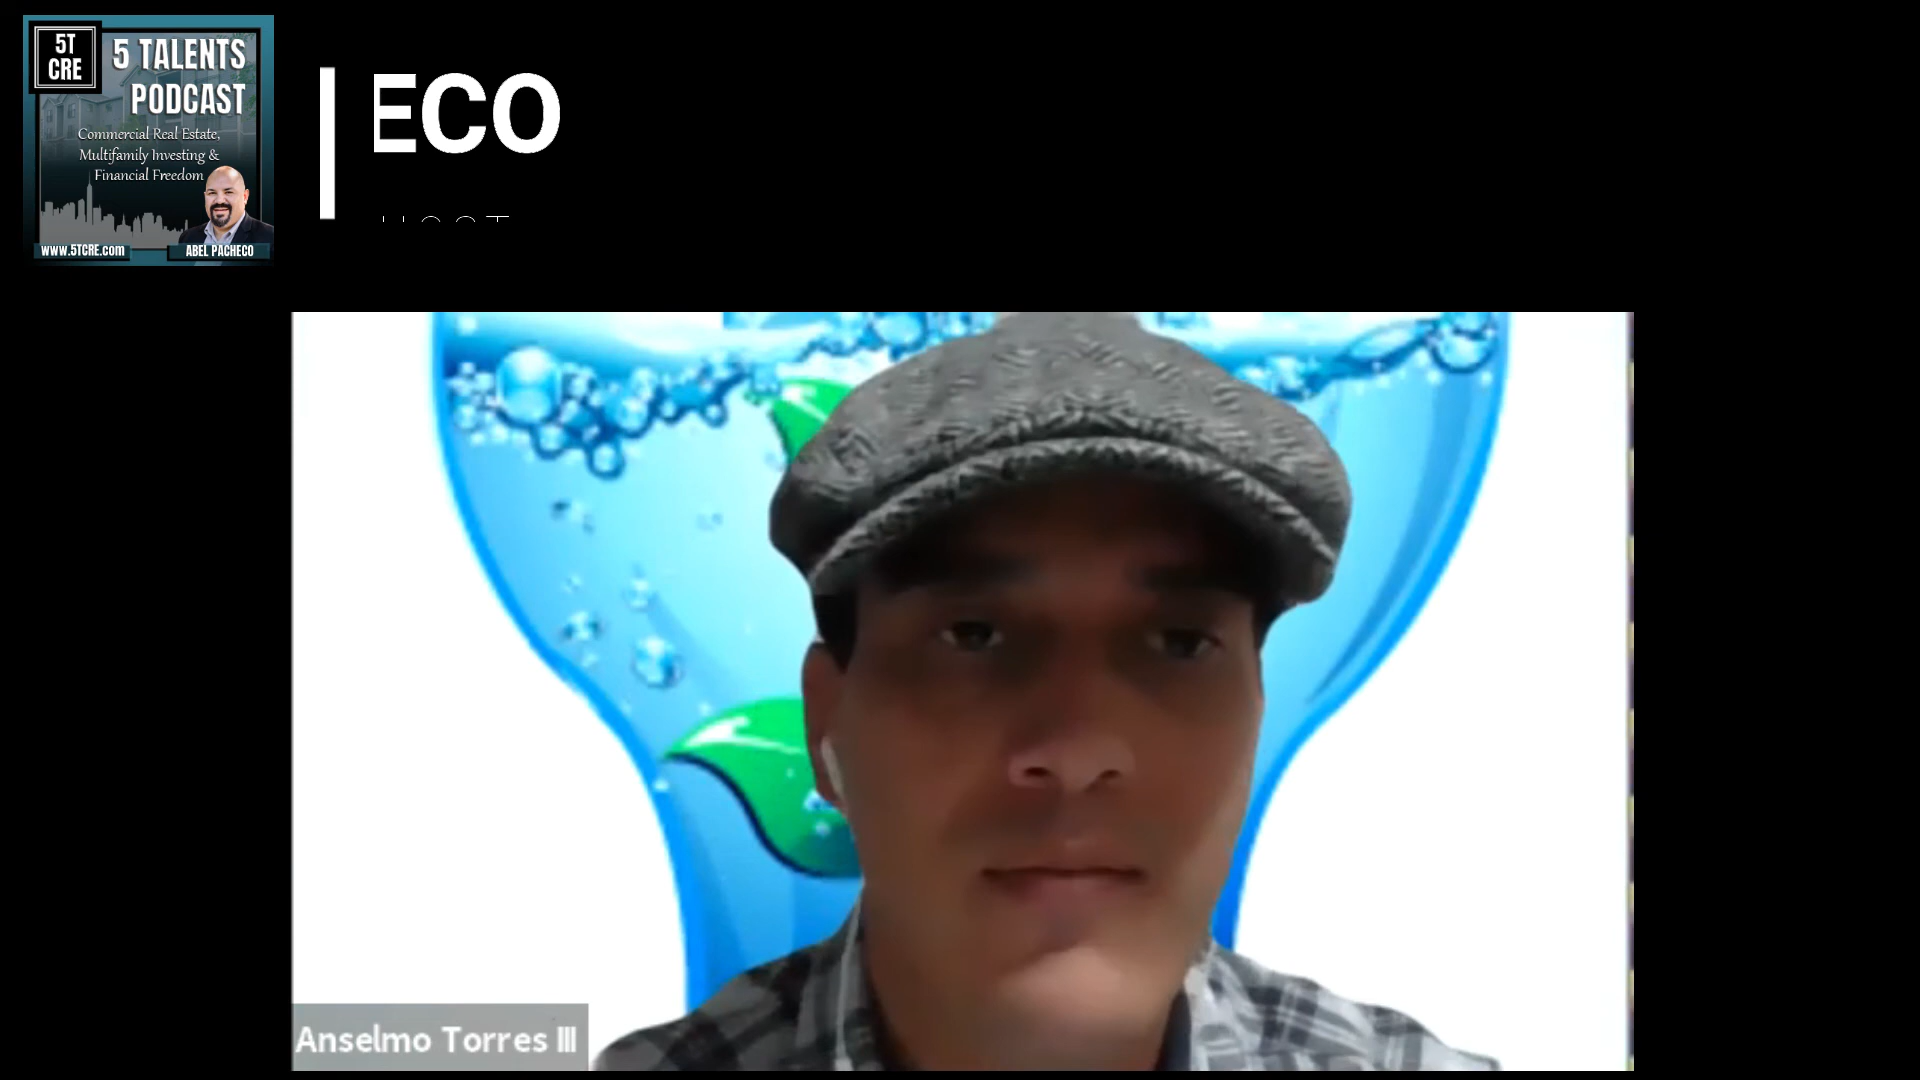 5T
CRE
5 TALENTS
PODCAST
Commercial Real Estate,
Multifamily Investing &
Financial Freedom
www.5TCRE.com
ABEL PACHECO
ECO
Anselmo Torres III